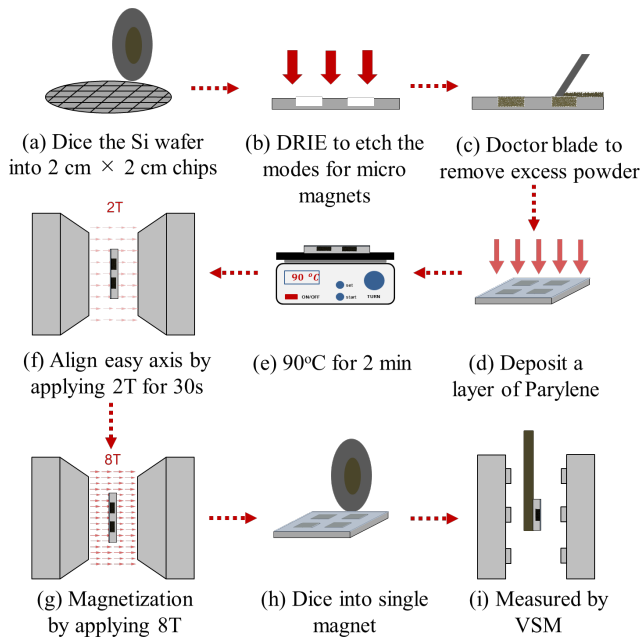 (a) Dice the Si wafer
into 2 cm × 2 cm chips
(b) DRIE to etch the
modes for micro
magnets
(c) Doctor blade to
remove excess powder
2T
(f) Align easy axis by
applying 2T for 30s
90 °C
set
start
ON/OFF
TURN
(e) 90°C for 2 min
(d) Deposit a
layer of Parylene
8T
(g) Magnetization
by applying 8T
(h) Dice into single
magnet
(i) Measured by
VSM